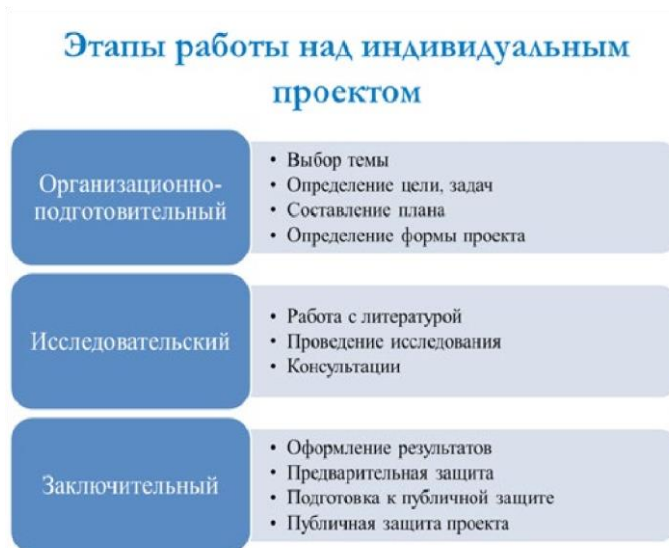 Этапы работы над индивидуальным
проектом
Организационно-
подготовительный
• Выбор темы
• Определение цели, задач
• Составление плана
• Определение формы проекта
Исследовательский
• Работа с литературой
• Проведение исследования
• Консультации
Заключительный
• Оформление результатов
• Предварительная защита
• Подготовка к публичной защите
• Публичная защита проекта